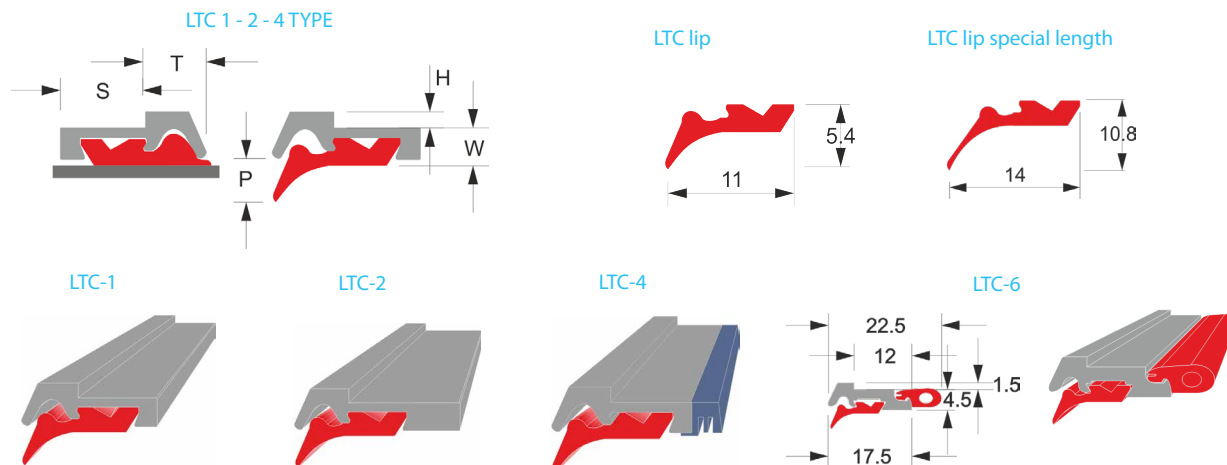 LTC 1 - 2 - 4 TYPE
LTC lip
LTC lip special length
T
H
S
W
P
5.4
11
10.8
14
LTC-1
LTC-2
LTC-4
LTC-6
22.5
12
1.5
4.5
17.5